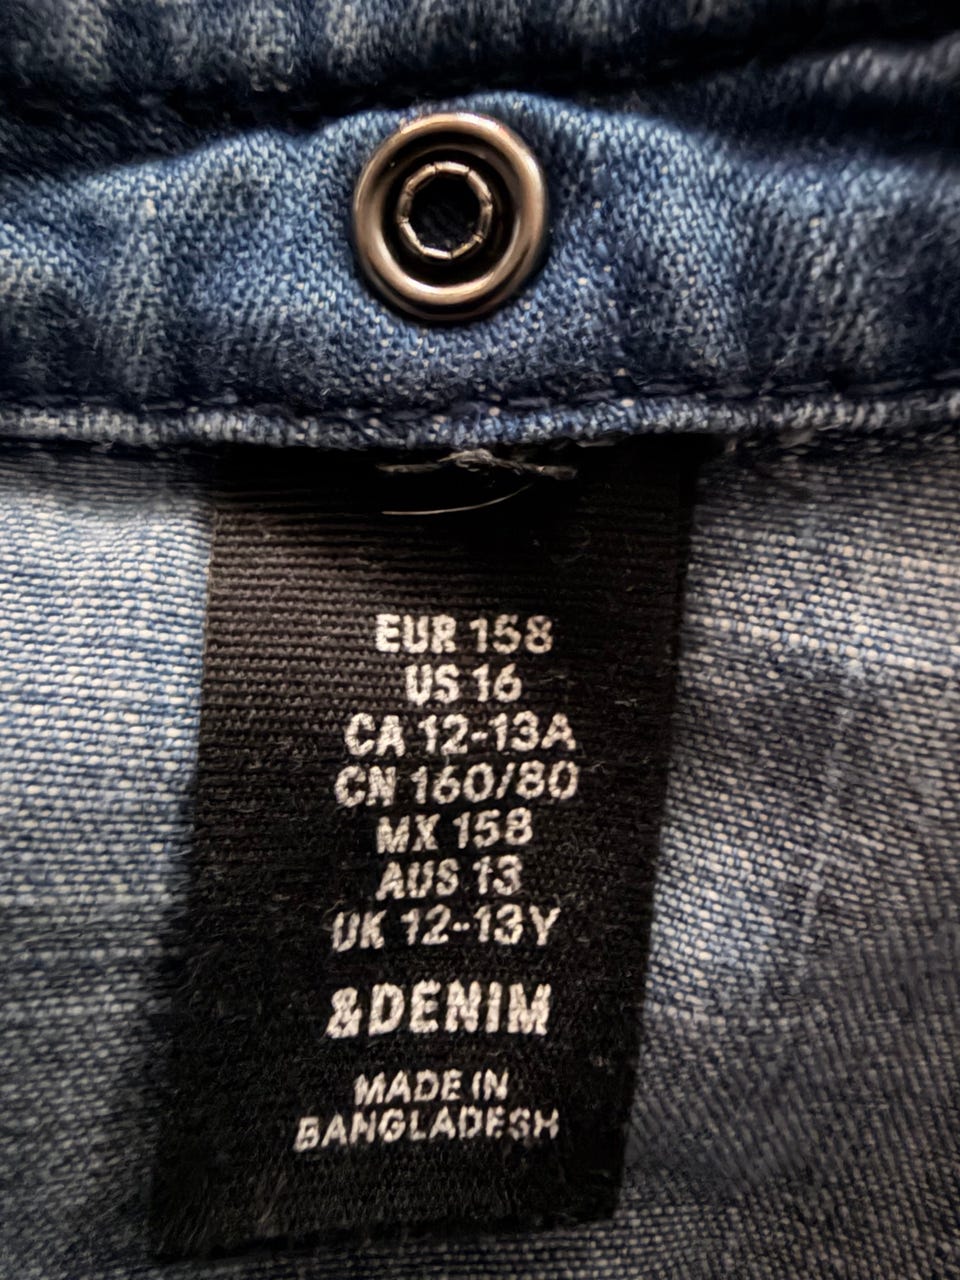 EUR 158
US 16
CA 12-13A
CN 160/80
MX 158
AUS 13
UK 12-13Y
&DENIM
MADE IN
BANGLADESH